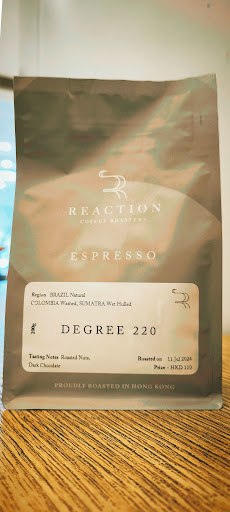 REACTION
COFFEE ROASTERS
ESPRESSO
Region BRAZIL Natural
COLOMBIA Washed, SUMATRA Wet Hulled
200g
DEGREE 220
Tasting Notes Roasted Nuts, Roasted on 11 Jul 2024
Dark Chocolate Price - HKD 110
PROUDLY ROASTED IN HONG KONG